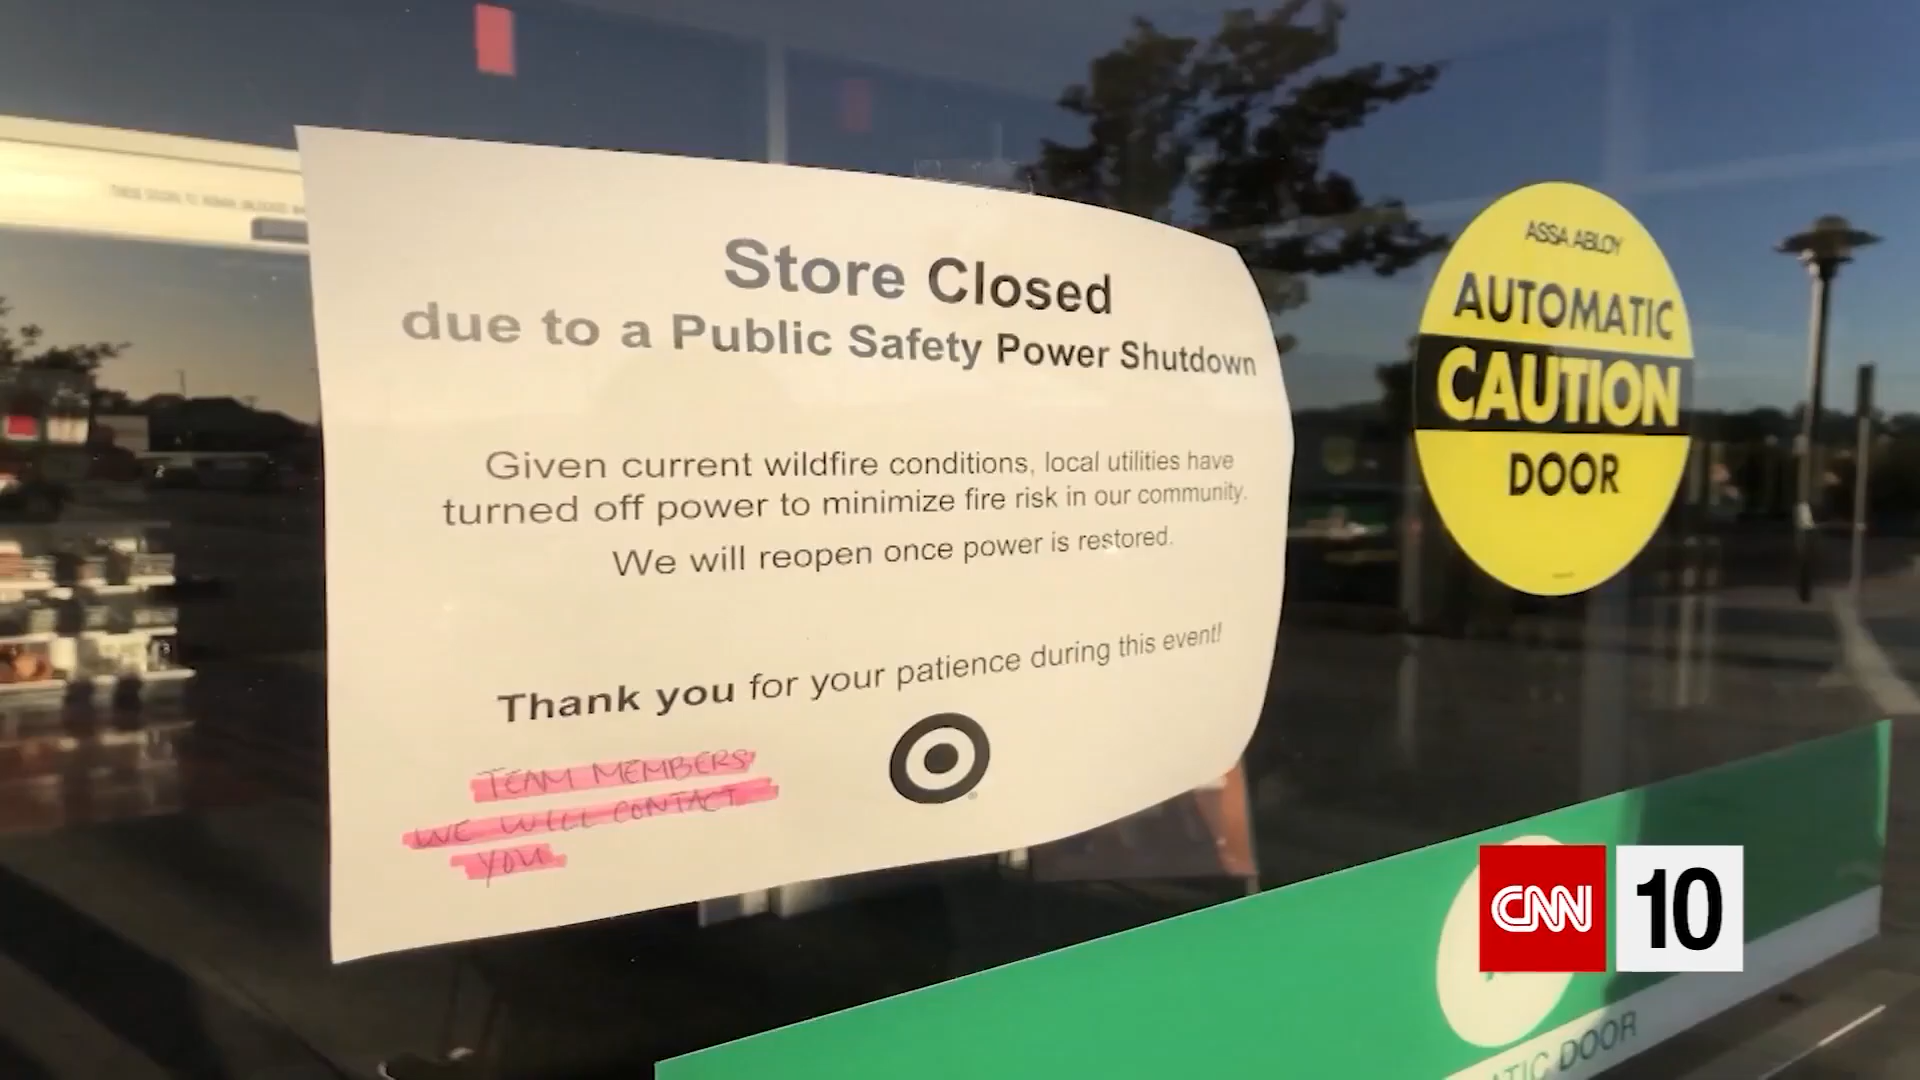 Store Closed
due to a Public Safety Power Shutdown
Given current wildfire conditions, local utilities have
turned off power to minimize fire risk in our community.
We will reopen once power is restored.
Thank you for your patience during this event!
TEAM MEMBERS
WE WILL CONTACT
YOU
ASSA ABLOY
AUTOMATIC
CAUTION
DOOR
CNN 10
DOOR